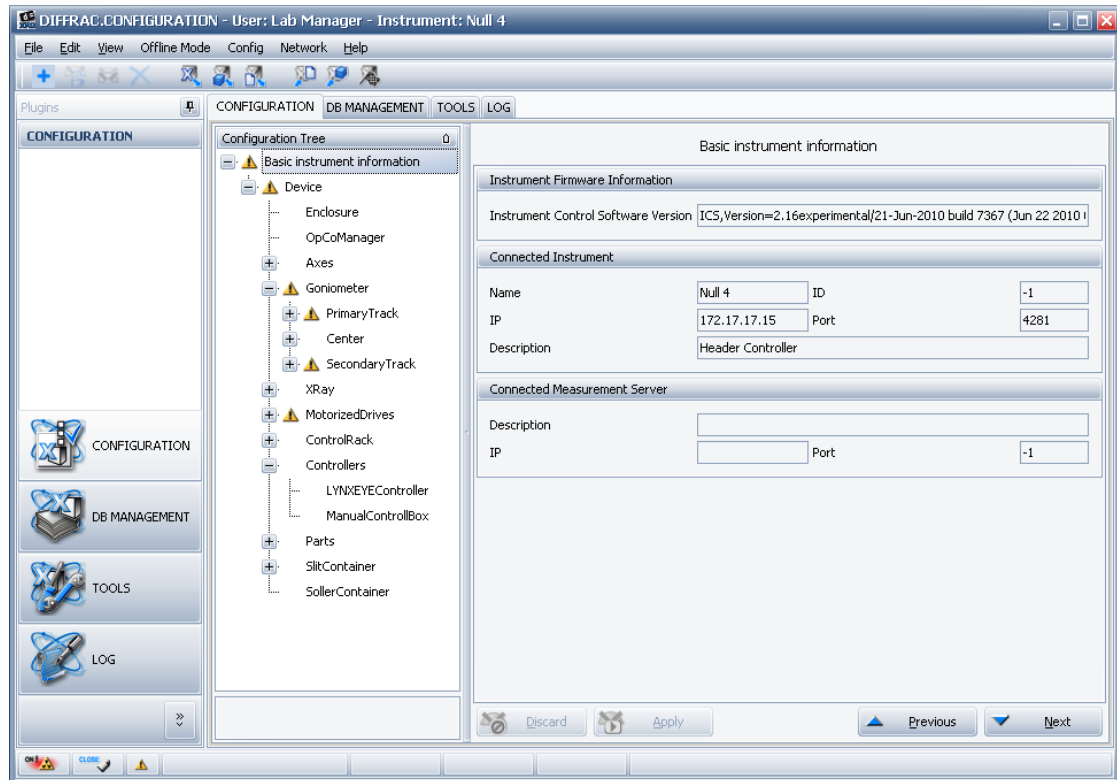 DIFFRAC.CONFIGURATION - User: Lab Manager - Instrument: Null 4
File Edit View Offline Mode Config Network Help
Plugins
CONFIGURATION DB MANAGEMENT TOOLS LOG
CONFIGURATION
Configuration Tree
Basic instrument information
Device
Enclosure
OpCoManager
Axes
Goniometer
PrimaryTrack
Center
SecondaryTrack
XRay
MotorizedDrives
ControlRack
Controllers
LYNXEYEController
ManualControllBox
Parts
SlitContainer
SollerContainer
Basic instrument information
Instrument Firmware Information
Instrument Control Software Version ICS,Version=2.16experimental/21-Jun-2010 build 7367 (Jun 22 2010
Connected Instrument
Name Null 4 ID -1
IP 172.17.17.15 Port 4281
Description Header Controller
Connected Measurement Server
Description
IP Port -1
CONFIGURATION
DB MANAGEMENT
TOOLS
LOG
Discard Apply Previous Next
ON CLOSE